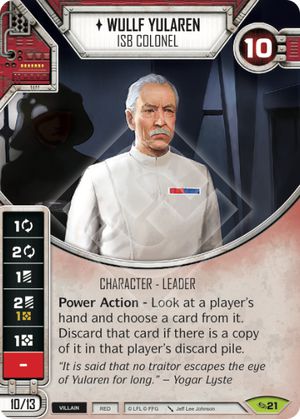 WULLF YULAREN
ISB COLONEL
10
1
2
1
2
1
1
-
CHARACTER - LEADER
Power Action - Look at a player's
hand and choose a card from it.
Discard that card if there is a copy
of it in that player's discard pile.
"It is said that no traitor escapes the eye
of Yularen for long." – Yogar Lyste
10/13
VILLAIN
RED
© LFL © FFG
Jeff Lee Johnson
21